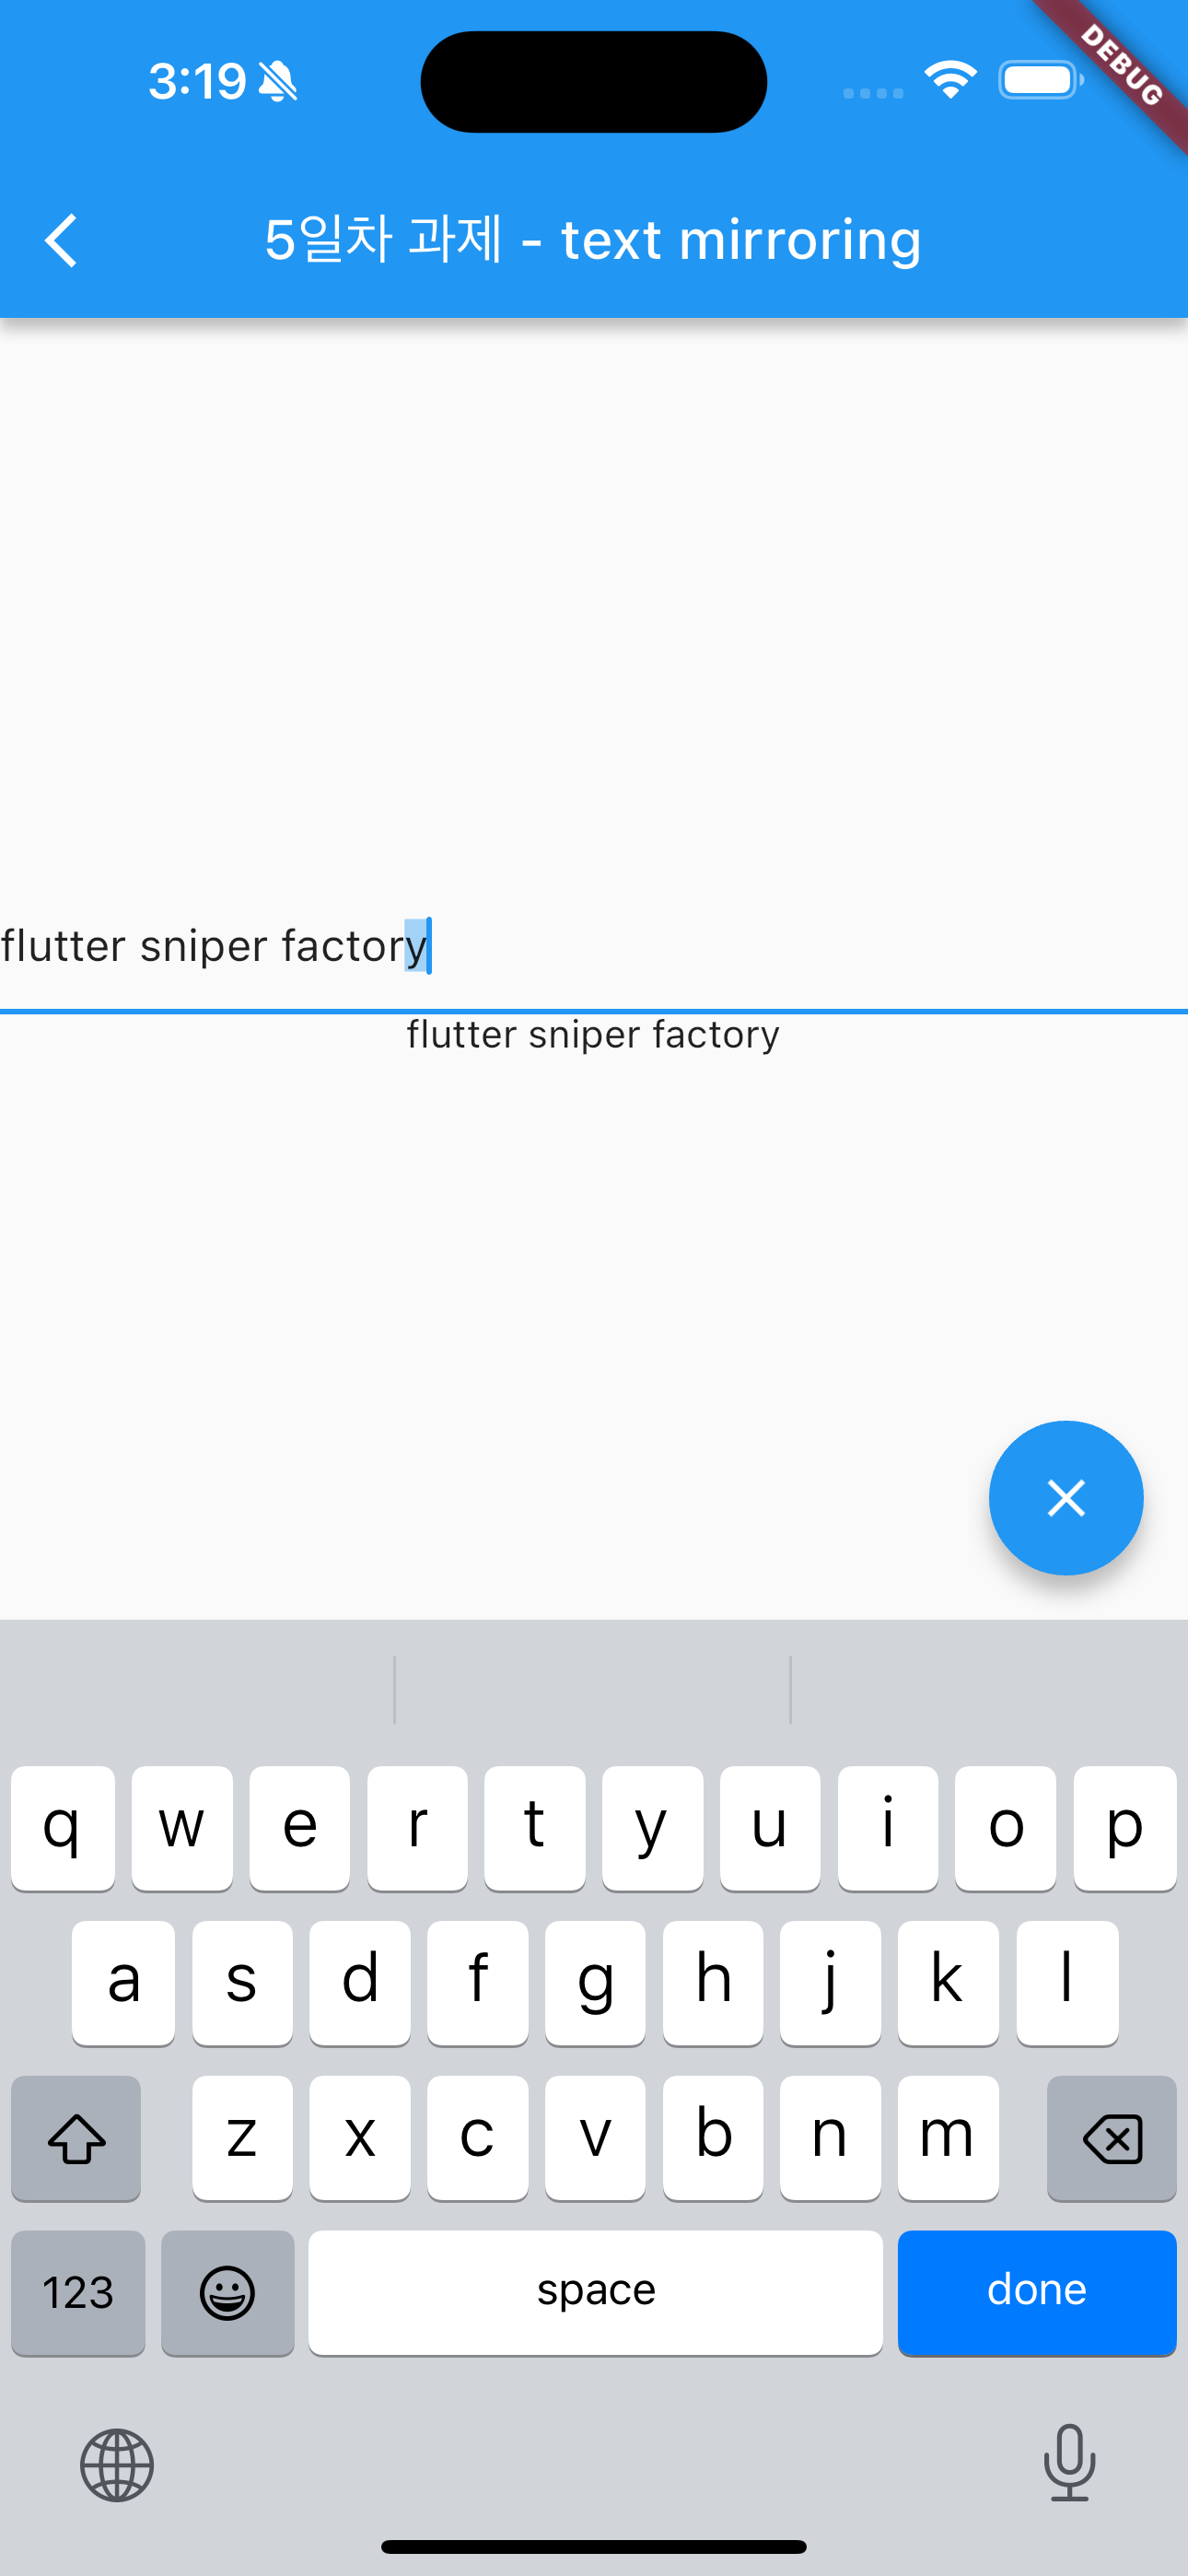 3:19
DEBUG
5일차 과제 - text mirroring
flutter sniper factory
flutter sniper factory
q w e r t y u i o p
a s d f g h j k l
z x c v b n m
123 space done